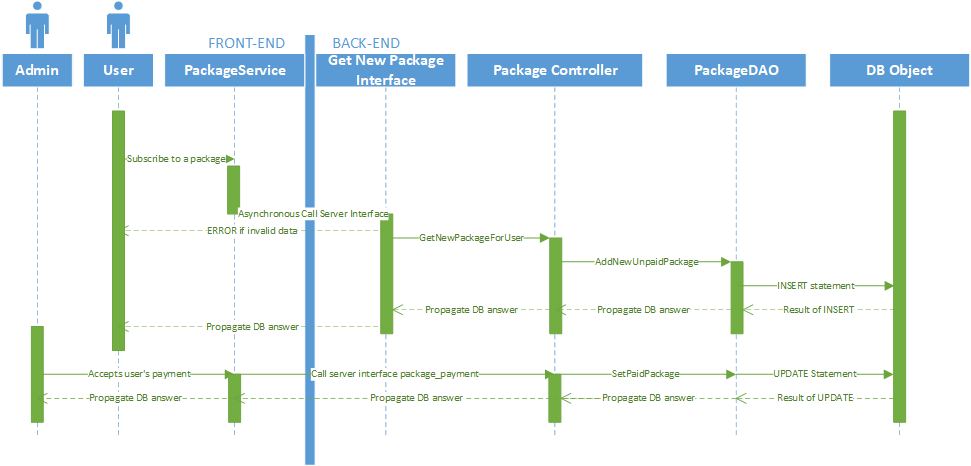 FRONT-END
BACK-END
Admin
User
PackageService
Get New Package
Interface
Package Controller
PackageDAO
DB Object
Subscribe to a package
Asynchronous Call Server Interface
ERROR if invalid data
GetNewPackageForUser
AddNewUnpaidPackage
INSERT statement
Propagate DB answer
Propagate DB answer
Result of INSERT
Propagate DB answer
Accepts user's payment
Call server interface package_payment
SetPaidPackage
UPDATE Statement
Propagate DB answer
Propagate DB answer
Propagate DB answer
Result of UPDATE